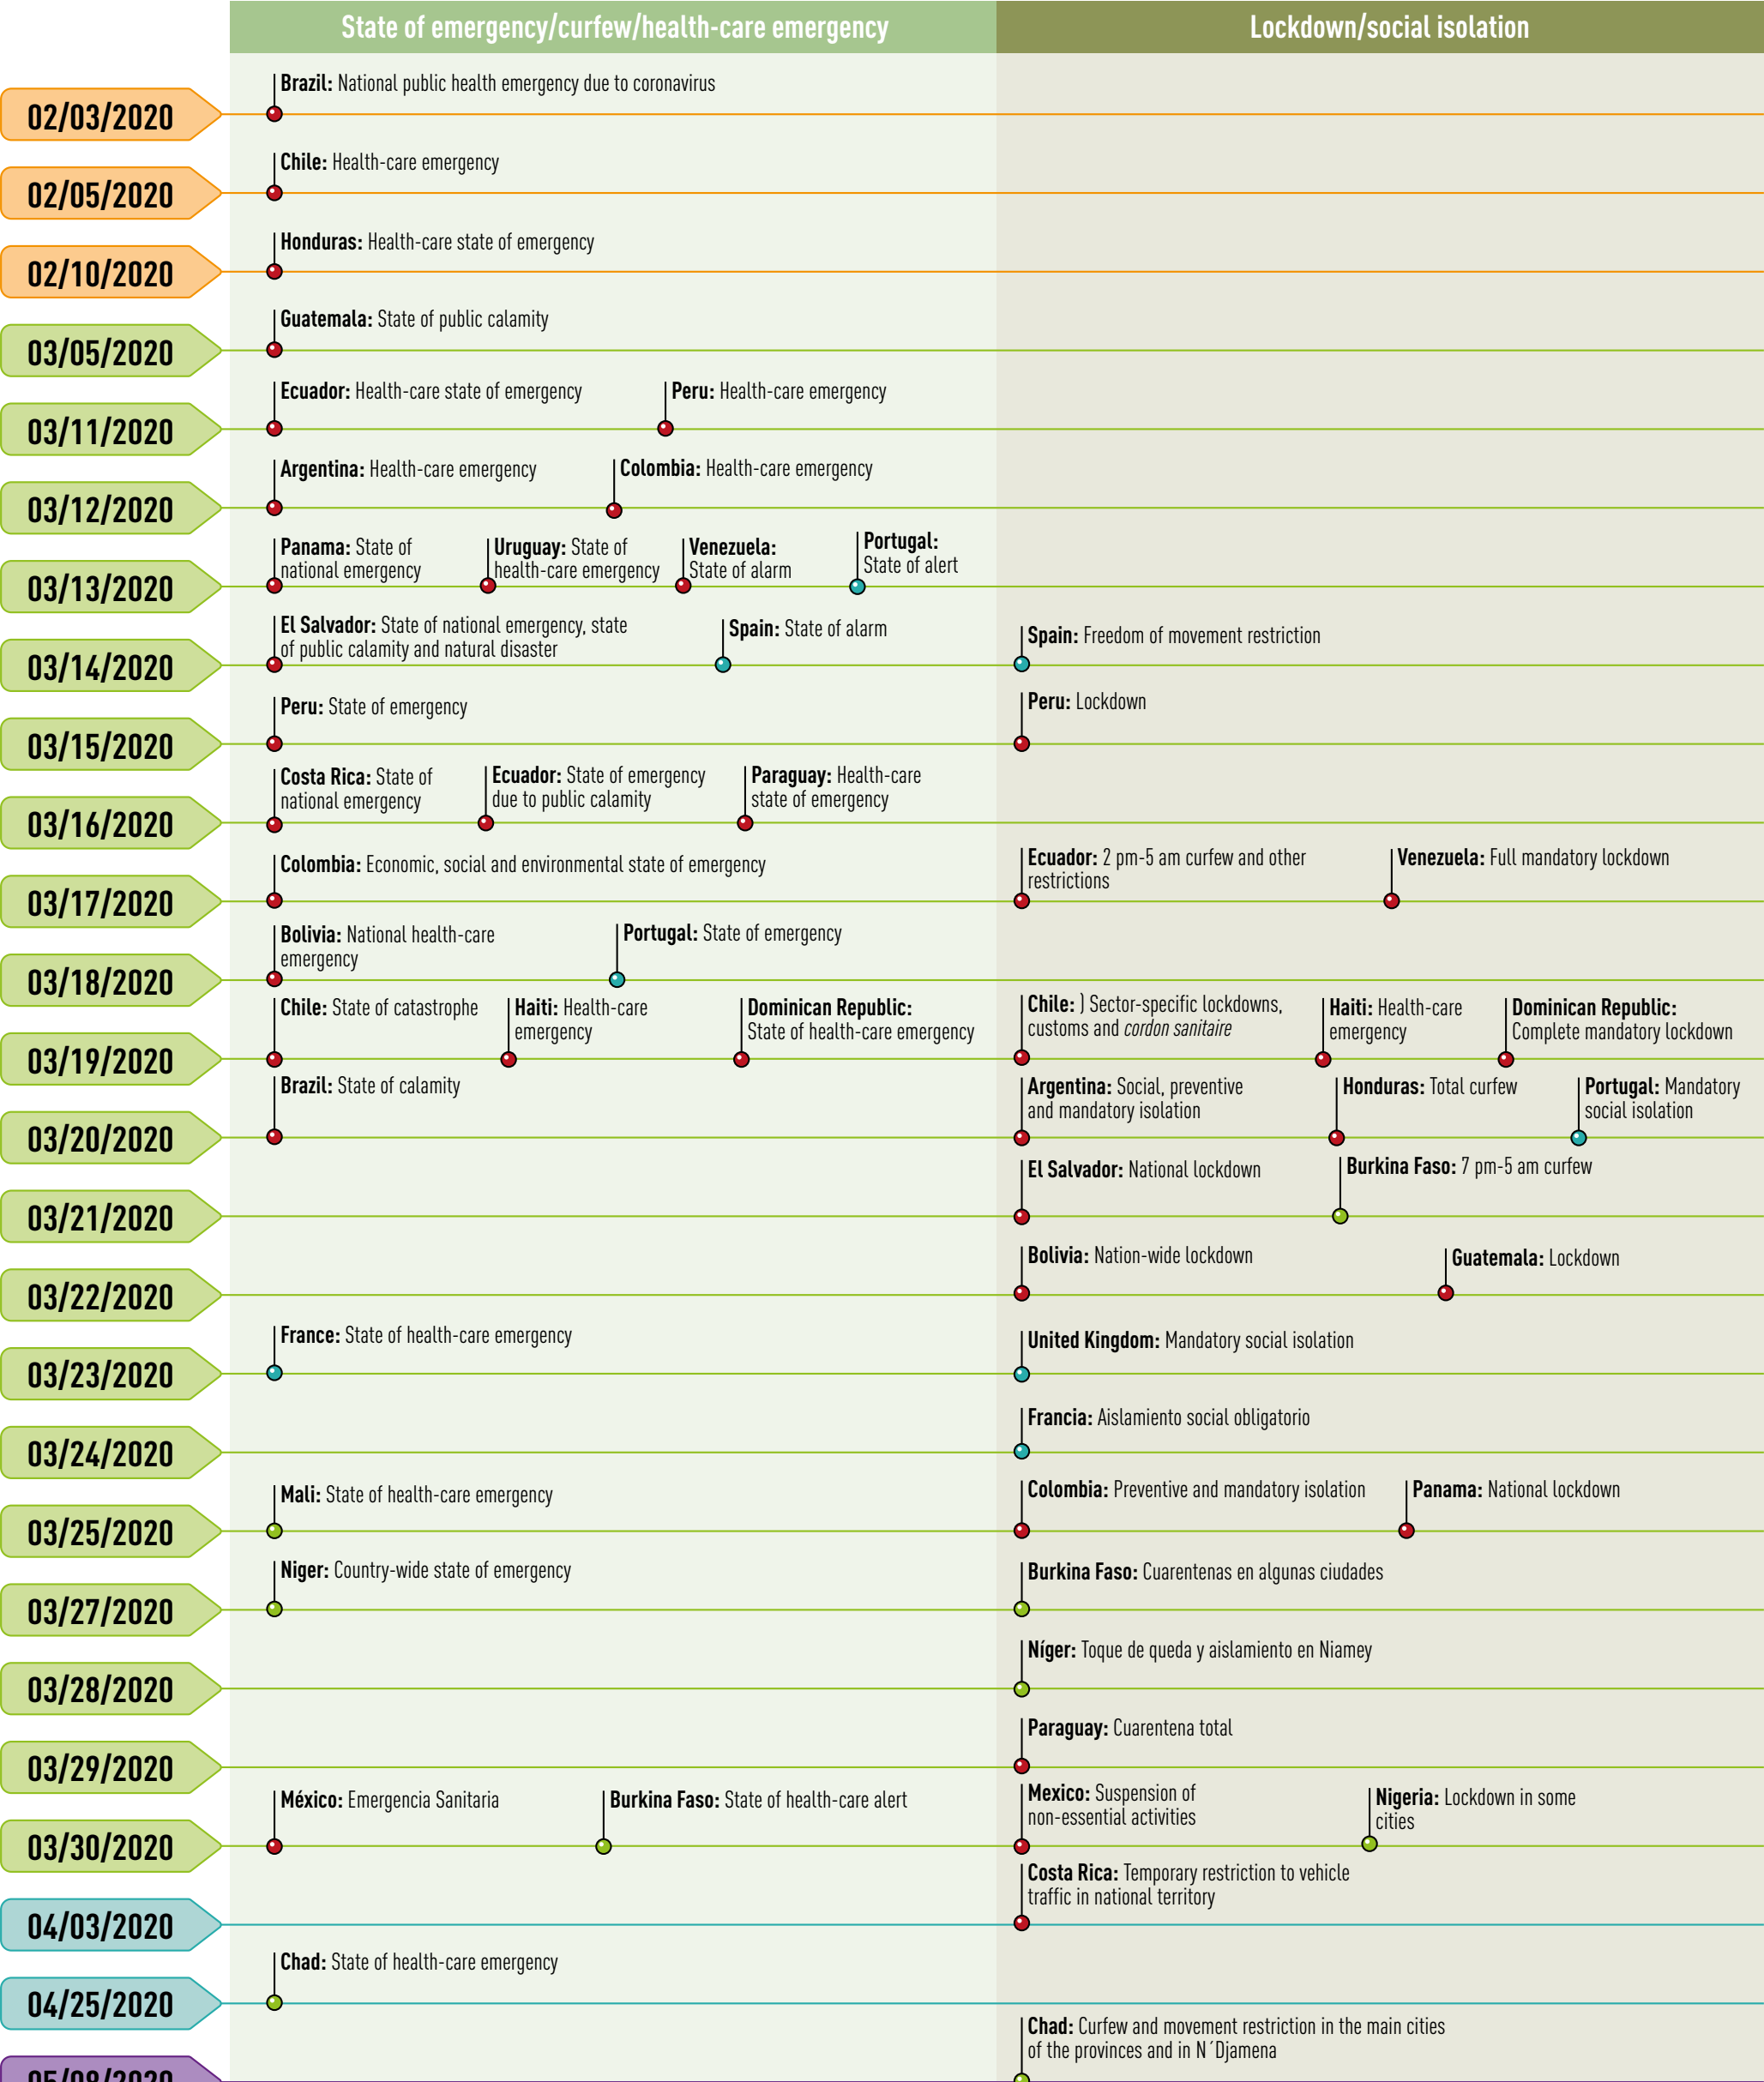 State of emergency/curfew/health-care emergency
Lockdown/social isolation
02/03/2020
Brazil: National public health emergency due to coronavirus
02/05/2020
Chile: Health-care emergency
02/10/2020
Honduras: Health-care state of emergency
03/05/2020
Guatemala: State of public calamity
03/11/2020
Ecuador: Health-care state of emergency
Peru: Health-care emergency
03/12/2020
Argentina: Health-care emergency
Colombia: Health-care emergency
03/13/2020
Panama: State of
national emergency
Uruguay: State of
health-care emergency
Venezuela:
State of alarm
Portugal:
State of alert
03/14/2020
El Salvador: State of national emergency, state
of public calamity and natural disaster
Spain: State of alarm
Spain: Freedom of movement restriction
03/15/2020
Peru: State of emergency
Peru: Lockdown
03/16/2020
Costa Rica: State of
national emergency
Ecuador: State of emergency
due to public calamity
Paraguay: Health-care
state of emergency
03/17/2020
Colombia: Economic, social and environmental state of emergency
Ecuador: 2 pm-5 am curfew and other
restrictions
Venezuela: Full mandatory lockdown
03/18/2020
Bolivia: National health-care
emergency
Portugal: State of emergency
03/19/2020
Chile: State of catastrophe
Haiti: Health-care
emergency
Dominican Republic:
State of health-care emergency
Chile: ) Sector-specific lockdowns,
customs and cordon sanitaire
Haiti: Health-care
emergency
Dominican Republic:
Complete mandatory lockdown
03/20/2020
Brazil: State of calamity
Argentina: Social, preventive
and mandatory isolation
Honduras: Total curfew
Portugal: Mandatory
social isolation
03/21/2020
El Salvador: National lockdown
Burkina Faso: 7 pm-5 am curfew
03/22/2020
Bolivia: Nation-wide lockdown
Guatemala: Lockdown
03/23/2020
France: State of health-care emergency
United Kingdom: Mandatory social isolation
03/24/2020
Francia: Aislamiento social obligatorio
03/25/2020
Mali: State of health-care emergency
Colombia: Preventive and mandatory isolation
Panama: National lockdown
03/27/2020
Niger: Country-wide state of emergency
Burkina Faso: Cuarentenas en algunas ciudades
03/28/2020
Níger: Toque de queda y aislamiento en Niamey
03/29/2020
Paraguay: Cuarentena total
03/30/2020
México: Emergencia Sanitaria
Burkina Faso: State of health-care alert
Mexico: Suspension of
non-essential activities
Nigeria: Lockdown in some
cities
04/03/2020
Costa Rica: Temporary restriction to vehicle
traffic in national territory
04/25/2020
Chad: State of health-care emergency
05/08/2020
Chad: Curfew and movement restriction in the main cities
of the provinces and in N´Djamena